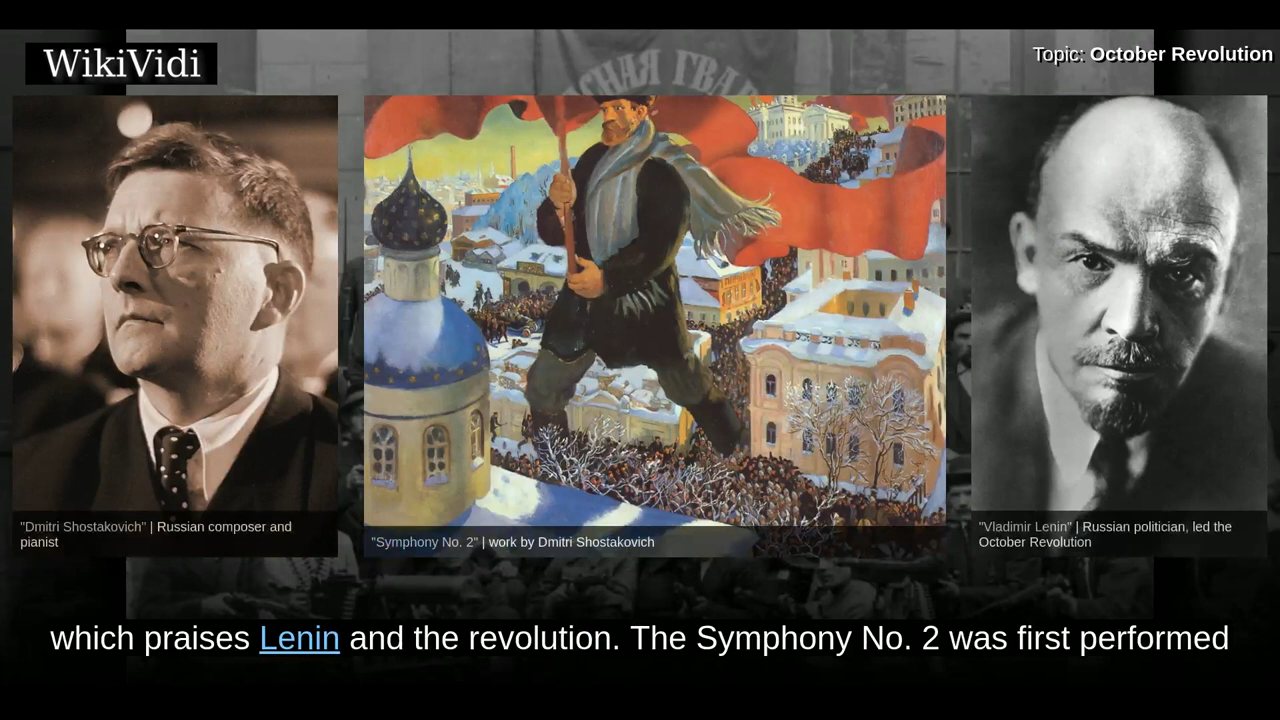 WikiVidi
Topic: October Revolution
"Dmitri Shostakovich" | Russian composer and
pianist
"Symphony No. 2" | work by Dmitri Shostakovich
"Vladimir Lenin" | Russian politician, led the
October Revolution
which praises Lenin and the revolution. The Symphony No. 2 was first performed